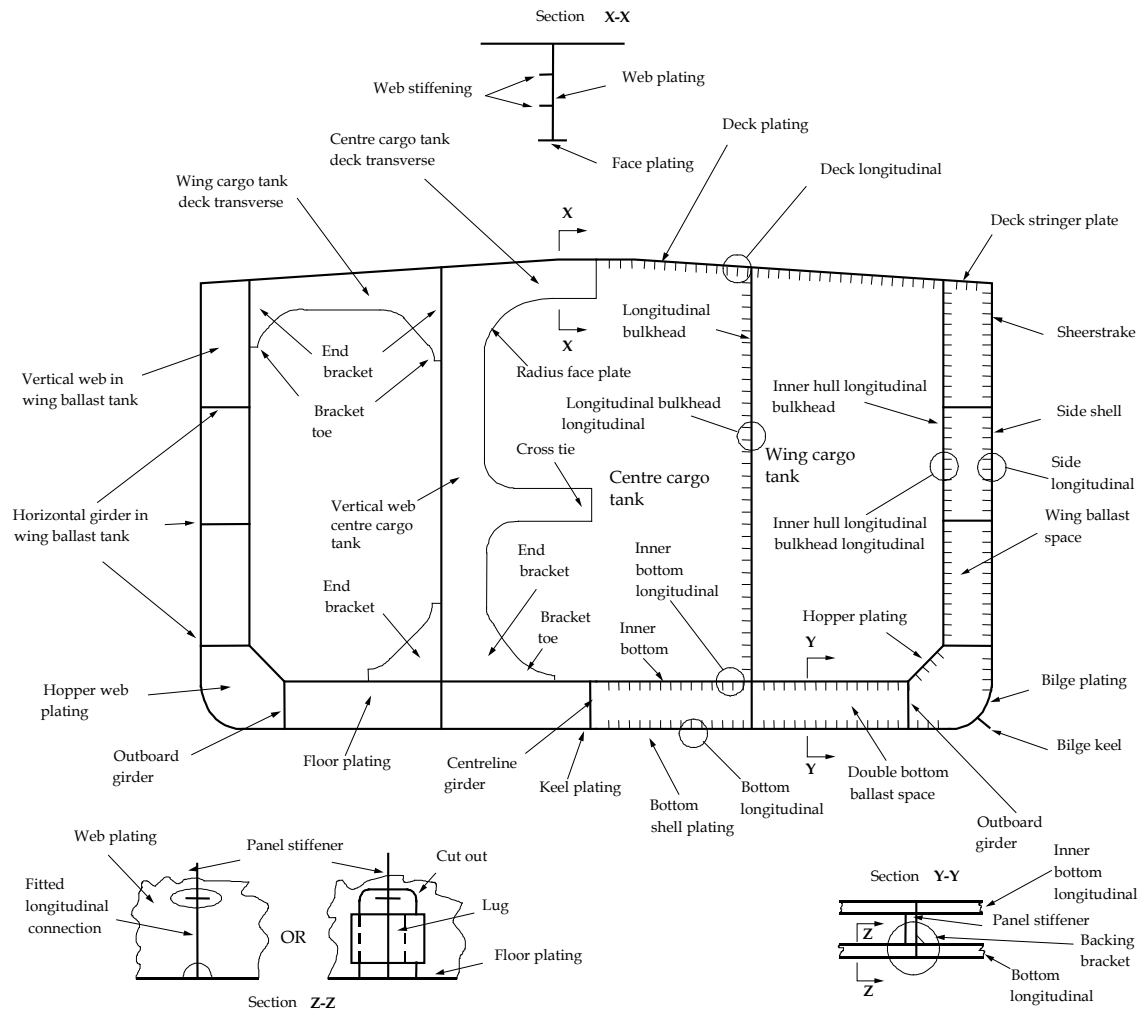 Section X-X
Web stiffening
Web plating
Face plating
Centre cargo tank
deck transverse
Deck plating
Deck longitudinal
Wing cargo tank
deck transverse
Deck stringer plate
X
X
Longitudinal
bulkhead
Sheerstrake
End
bracket
Radius face plate
Vertical web in
wing ballast tank
Bracket
toe
Inner hull longitudinal
bulkhead
Longitudinal bulkhead
longitudinal
Side shell
Cross tie
Wing cargo
tank
Centre cargo
tank
Side
longitudinal
Horizontal girder in
wing ballast tank
Vertical web
centre cargo
tank
Inner hull longitudinal
bulkhead longitudinal
Wing ballast
space
End
bracket
Inner
bottom
longitudinal
End
bracket
Bracket
toe
Inner
bottom
Hopper plating
Y
Hopper web
plating
Bilge plating
Outboard
girder
Floor plating
Centreline
girder
Keel plating
Bottom
shell plating
Bottom
longitudinal
Y
Double bottom
ballast space
Bilge keel
Outboard
girder
Web plating
Panel stiffener
Cut out
Fitted
longitudinal
connection
OR
Lug
Floor plating
Section Z-Z
Section Y-Y
Inner
bottom
longitudinal
Panel stiffener
Z
Backing
bracket
Z
Bottom
longitudinal